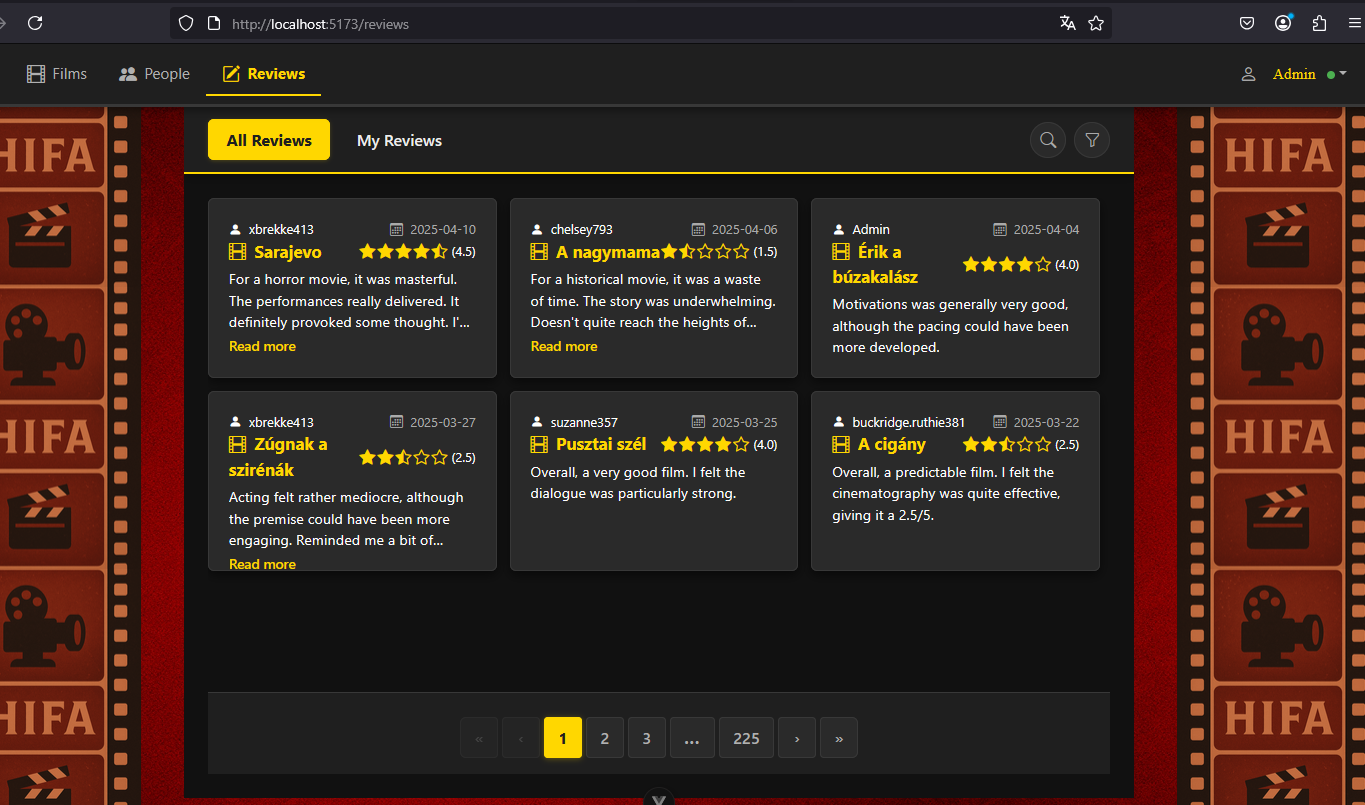 http://localhost:5173/reviews
Films People Reviews Admin
All Reviews My Reviews
HIFA HIFA
xbrekke413 2025-04-10
Sarajevo (4.5)
For a horror movie, it was masterful.
The performances really delivered. It
definitely provoked some thought. I'...
Read more
chelsey793 2025-04-06
A nagymama (1.5)
For a historical movie, it was a waste
of time. The story was underwhelming.
Doesn't quite reach the heights of...
Read more
Admin 2025-04-04
Érik a
búzakalász (4.0)
Motivations was generally very good,
although the pacing could have been
more developed.
HIFA HIFA
xbrekke413 2025-03-27
Zúgnak a
szirénák (2.5)
Acting felt rather mediocre, although
the premise could have been more
engaging. Reminded me a bit of...
Read more
suzanne357 2025-03-25
Pusztai szél (4.0)
Overall, a very good film. I felt the
dialogue was particularly strong.
buckridge.ruthie381 2025-03-22
A cigány (2.5)
Overall, a predictable film. I felt the
cinematography was quite effective,
giving it a 2.5/5.
HIFA HIFA
« ‹ 1 2 3 ... 225 › »